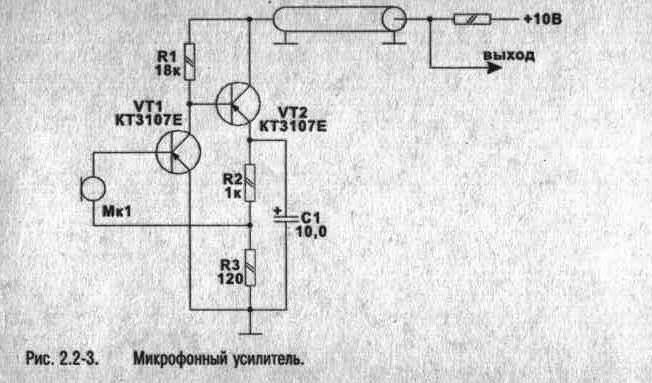 +10В
выход
R1
18к
VT1
КТ3107Е
VT2
КТ3107Е
R2
1к
Мк1
+
C1
10,0
R3
120
Рис. 2.2-3. Микрофонный усилитель.